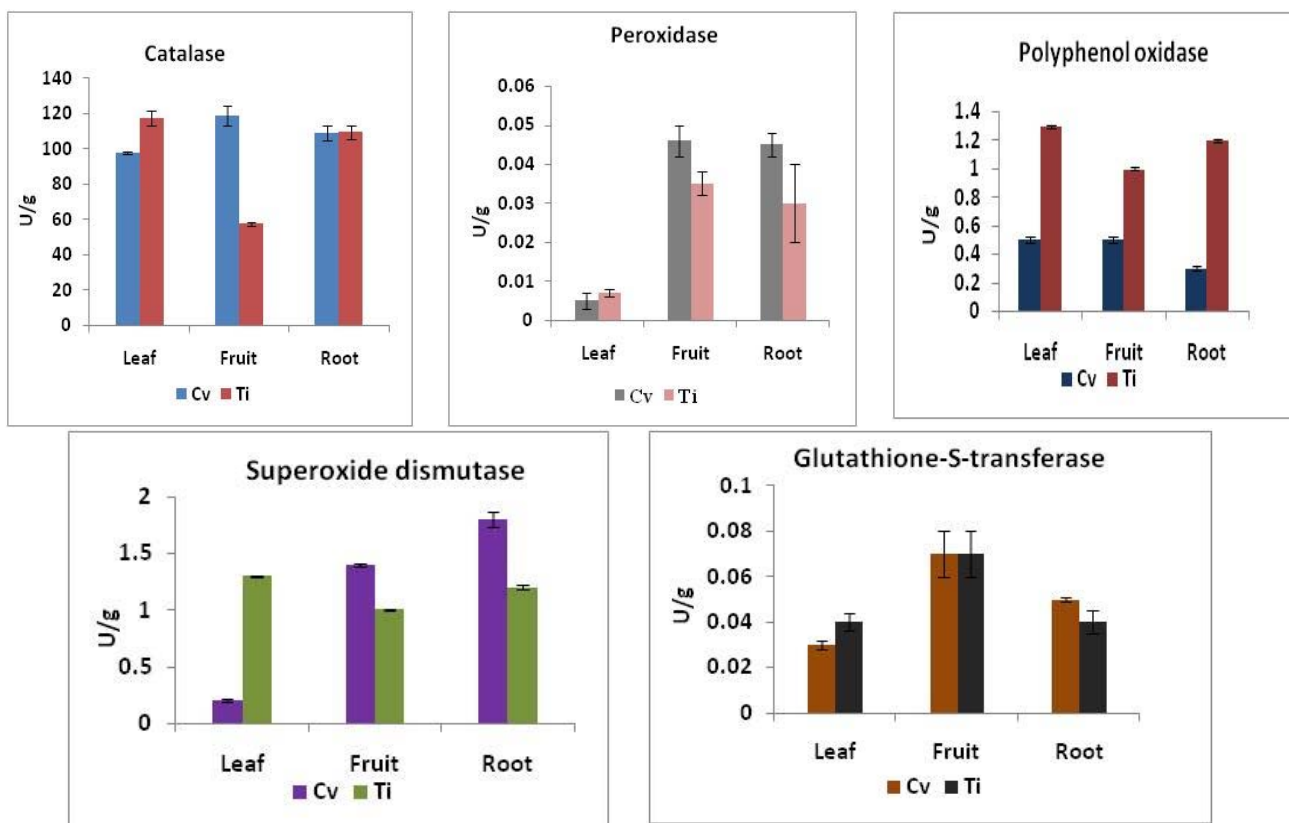 Catalase
140
120
100
80
60
40
20
0
U/g
Leaf Fruit Root
Cv Ti
Peroxidase
0.06
0.05
0.04
0.03
0.02
0.01
0
U/g
Leaf Fruit Root
Cv Ti
Polyphenol oxidase
1.4
1.2
1
0.8
0.6
0.4
0.2
0
U/g
Leaf Fruit Root
Cv Ti
Superoxide dismutase
2
1.5
1
0.5
0
U/g
Leaf Fruit Root
Cv Ti
Glutathione-S-transferase
0.1
0.08
0.06
0.04
0.02
0
U/g
Leaf Fruit Root
Cv Ti